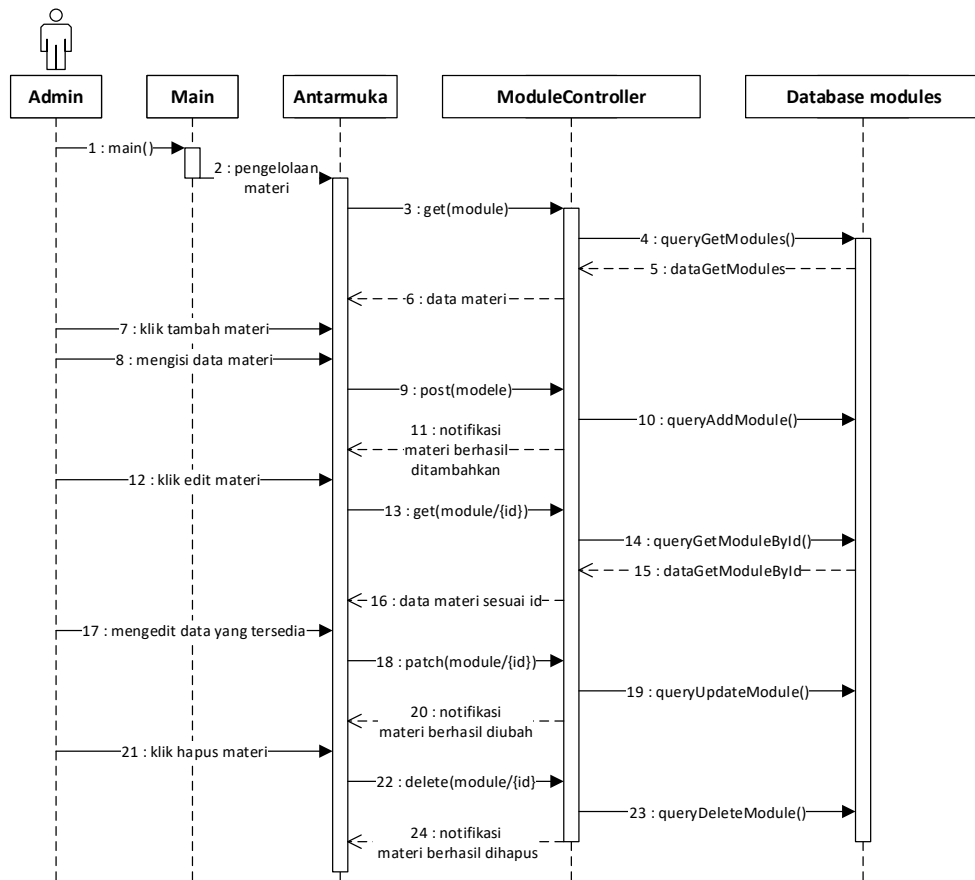 Admin
Main
Antarmuka
ModuleController
Database modules
1 : main()
2 : pengelolaan
materi
3 : get(module)
4 : queryGetModules()
5 : dataGetModules
6 : data materi
7 : klik tambah materi
8 : mengisi data materi
9 : post(modele)
10 : queryAddModule()
11 : notifikasi
materi berhasil
ditambahkan
12 : klik edit materi
13 : get(module/{id})
14 : queryGetModuleById()
15 : dataGetModuleById
16 : data materi sesuai id
17 : mengedit data yang tersedia
18 : patch(module/{id})
19 : queryUpdateModule()
20 : notifikasi
materi berhasil diubah
21 : klik hapus materi
22 : delete(module/{id}
23 : queryDeleteModule()
24 : notifikasi
materi berhasil dihapus